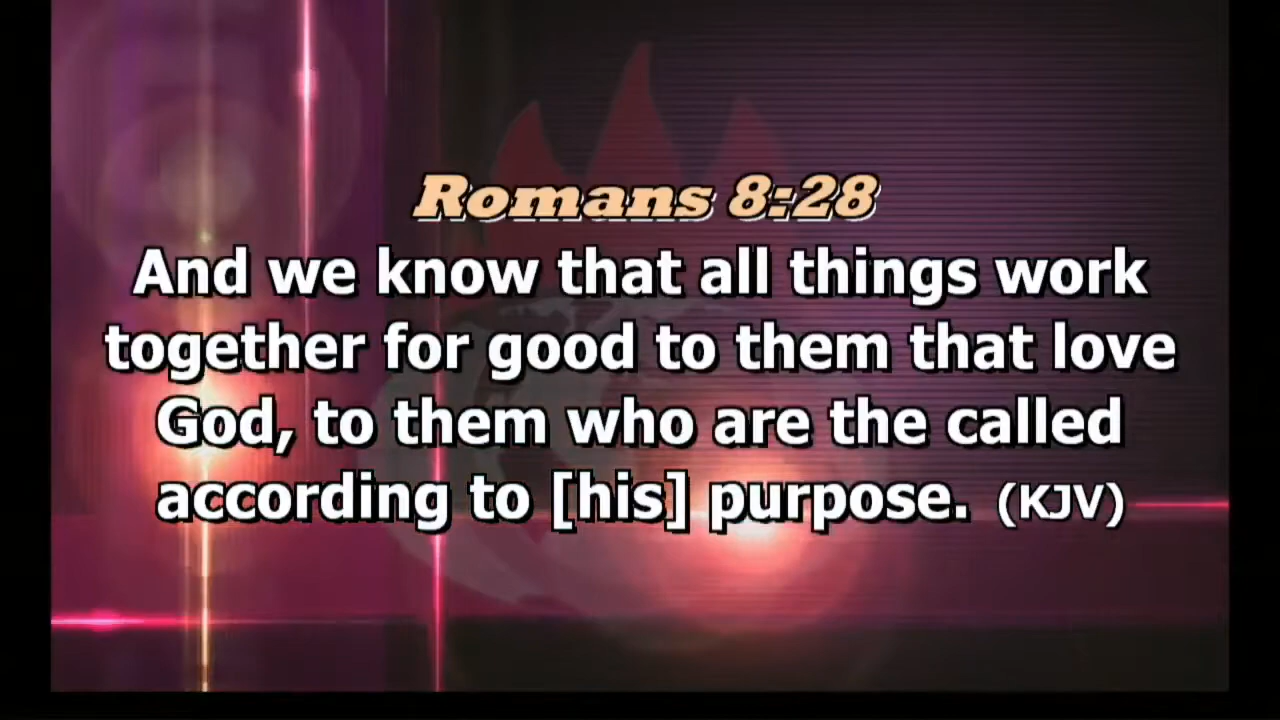 Romans 8:28
And we know that all things work
together for good to them that love
God, to them who are the called
according to [his] purpose. (KJV)